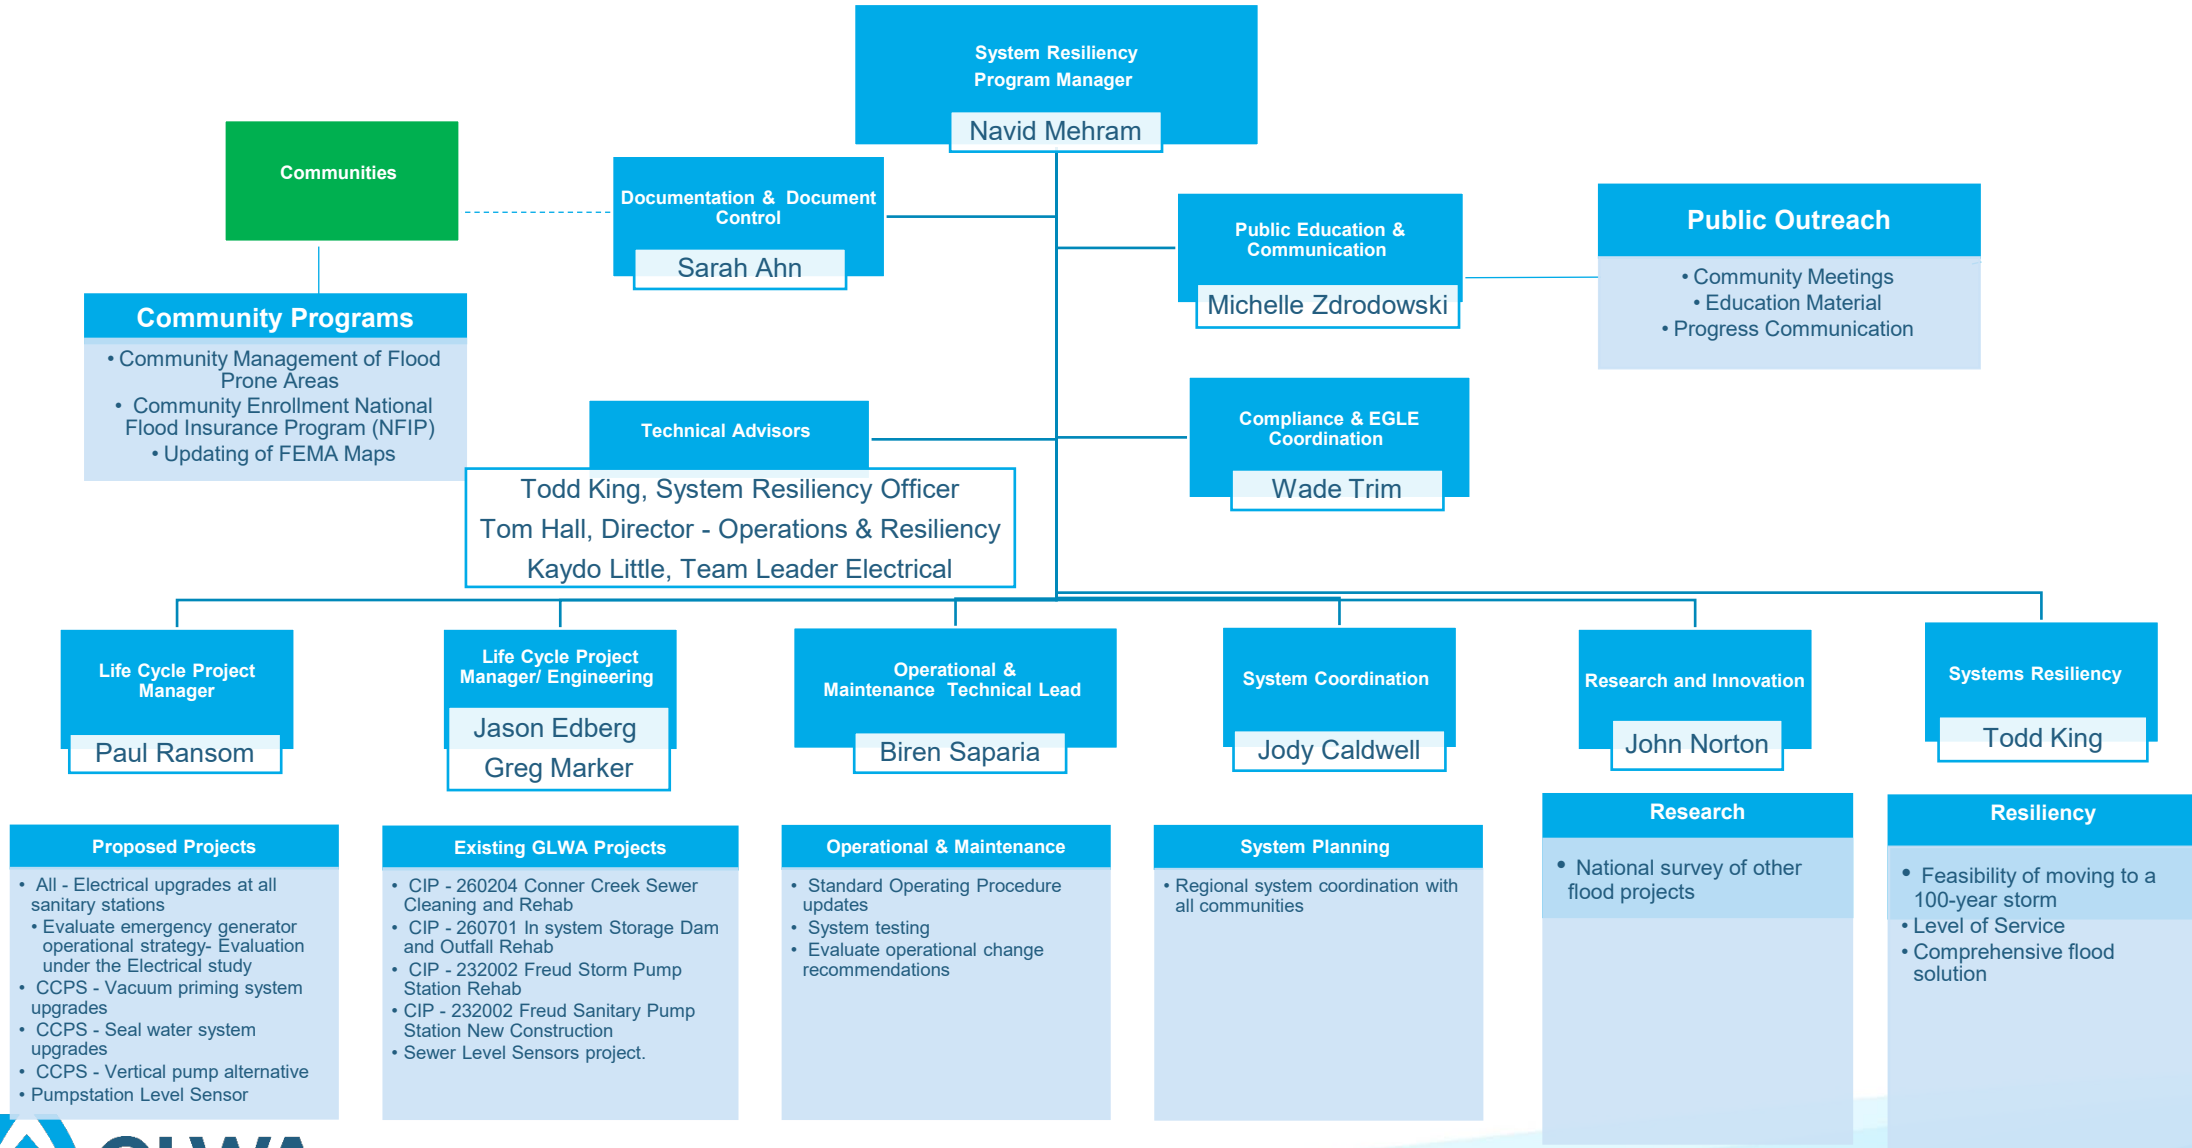 System Resiliency
Program Manager
Navid Mehram
Communities
Documentation & Document
Control
Sarah Ahn
Public Education &
Communication
Michelle Zdrodowski
Public Outreach
• Community Meetings
• Education Material
• Progress Communication
Community Programs
• Community Management of Flood
Prone Areas
• Community Enrollment National
Flood Insurance Program (NFIP)
• Updating of FEMA Maps
Technical Advisors
Todd King, System Resiliency Officer
Tom Hall, Director - Operations & Resiliency
Kaydo Little, Team Leader Electrical
Compliance & EGLE
Coordination
Wade Trim
Life Cycle Project
Manager
Paul Ransom
Life Cycle Project
Manager/ Engineering
Jason Edberg
Greg Marker
Operational &
Maintenance Technical Lead
Biren Saparia
System Coordination
Jody Caldwell
Research and Innovation
John Norton
Systems Resiliency
Todd King
Proposed Projects
• All - Electrical upgrades at all
sanitary stations
• Evaluate emergency generator
operational strategy- Evaluation
under the Electrical study
• CCPS - Vacuum priming system
upgrades
• CCPS - Seal water system
upgrades
• CCPS - Vertical pump alternative
• Pumpstation Level Sensor
Existing GLWA Projects
• CIP - 260204 Conner Creek Sewer
Cleaning and Rehab
• CIP - 260701 In system Storage Dam
and Outfall Rehab
• CIP - 232002 Freud Storm Pump
Station Rehab
• CIP - 232002 Freud Sanitary Pump
Station New Construction
• Sewer Level Sensors project.
Operational & Maintenance
• Standard Operating Procedure
updates
• System testing
• Evaluate operational change
recommendations
System Planning
• Regional system coordination with
all communities
Research
• National survey of other
flood projects
Resiliency
• Feasibility of moving to a
100-year storm
• Level of Service
• Comprehensive flood
solution
GLWA